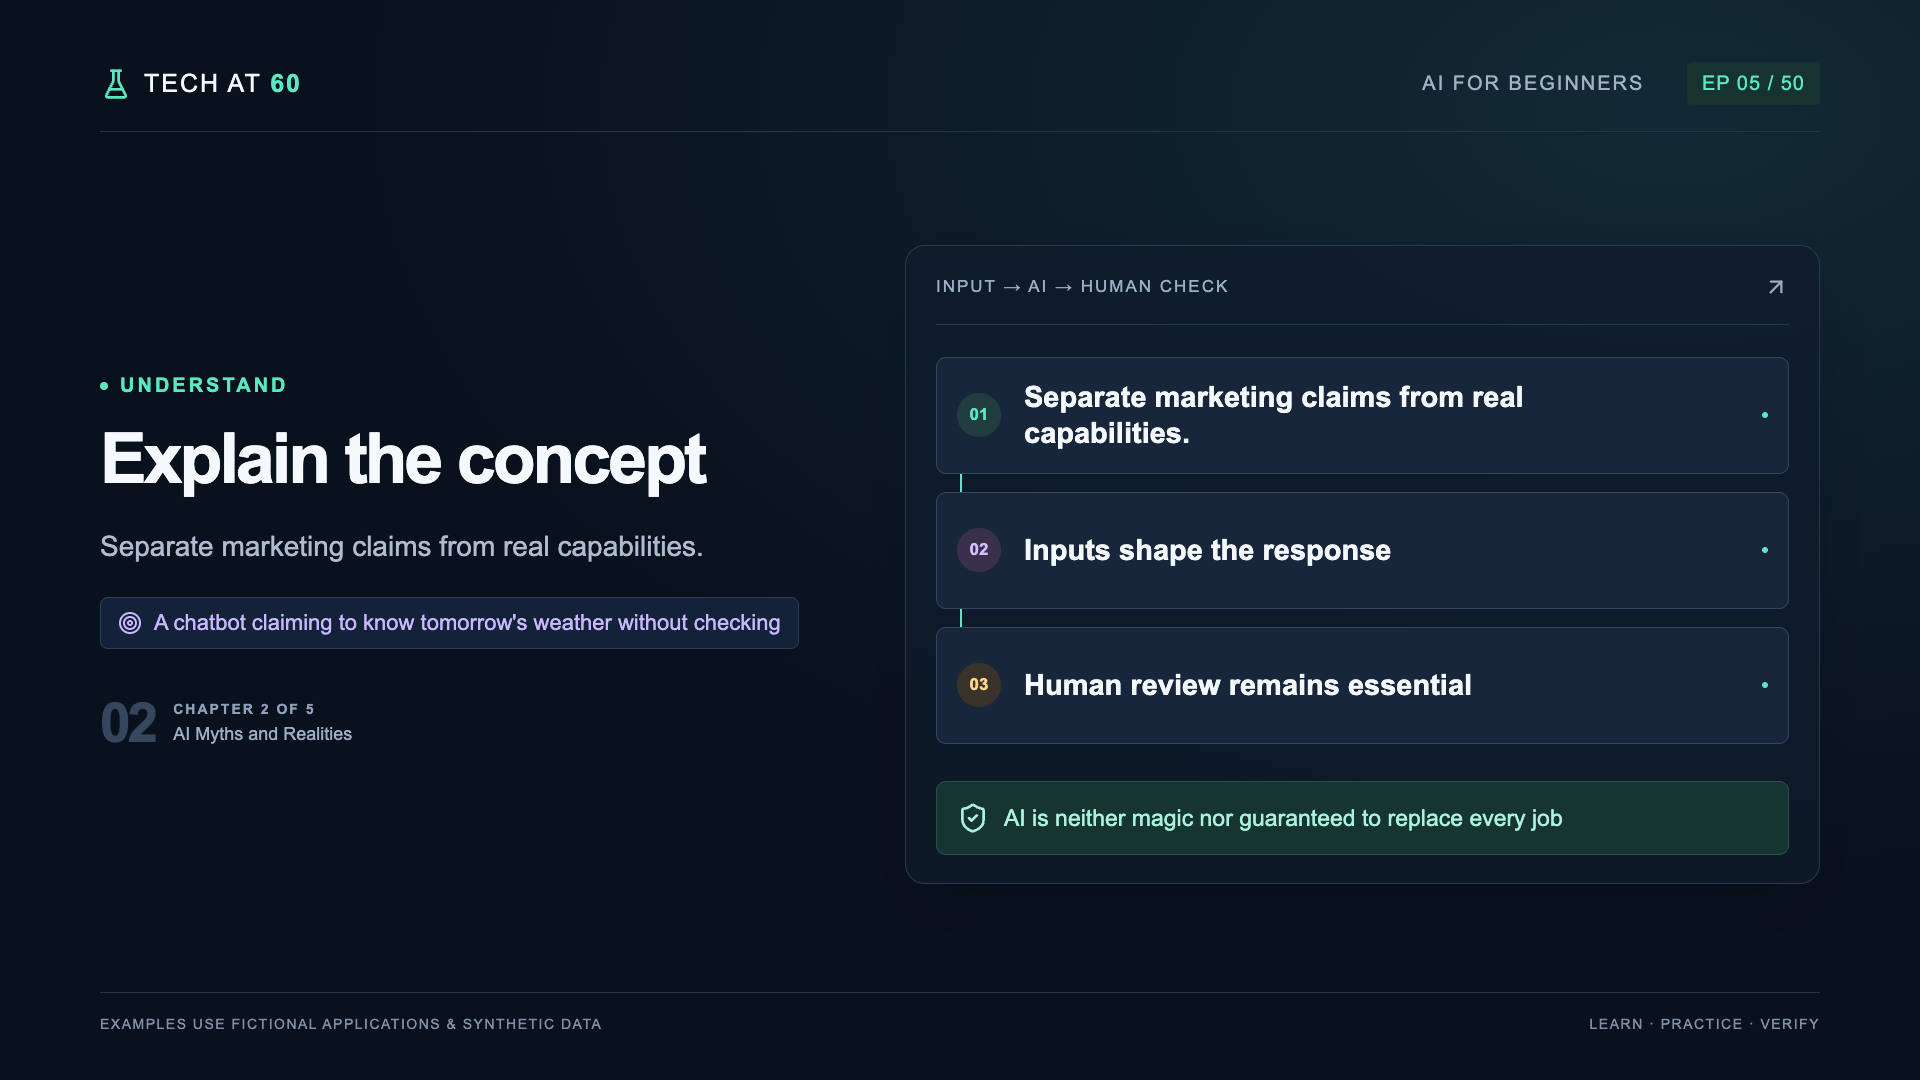 TECH AT 60
AI FOR BEGINNERS
EP 05 / 50
UNDERSTAND
Explain the concept
Separate marketing claims from real capabilities.
A chatbot claiming to know tomorrow's weather without checking
02
CHAPTER 2 OF 5
AI Myths and Realities
INPUT → AI → HUMAN CHECK
01
Separate marketing claims from real
capabilities.
02
Inputs shape the response
03
Human review remains essential
AI is neither magic nor guaranteed to replace every job
EXAMPLES USE FICTIONAL APPLICATIONS & SYNTHETIC DATA
LEARN · PRACTICE · VERIFY